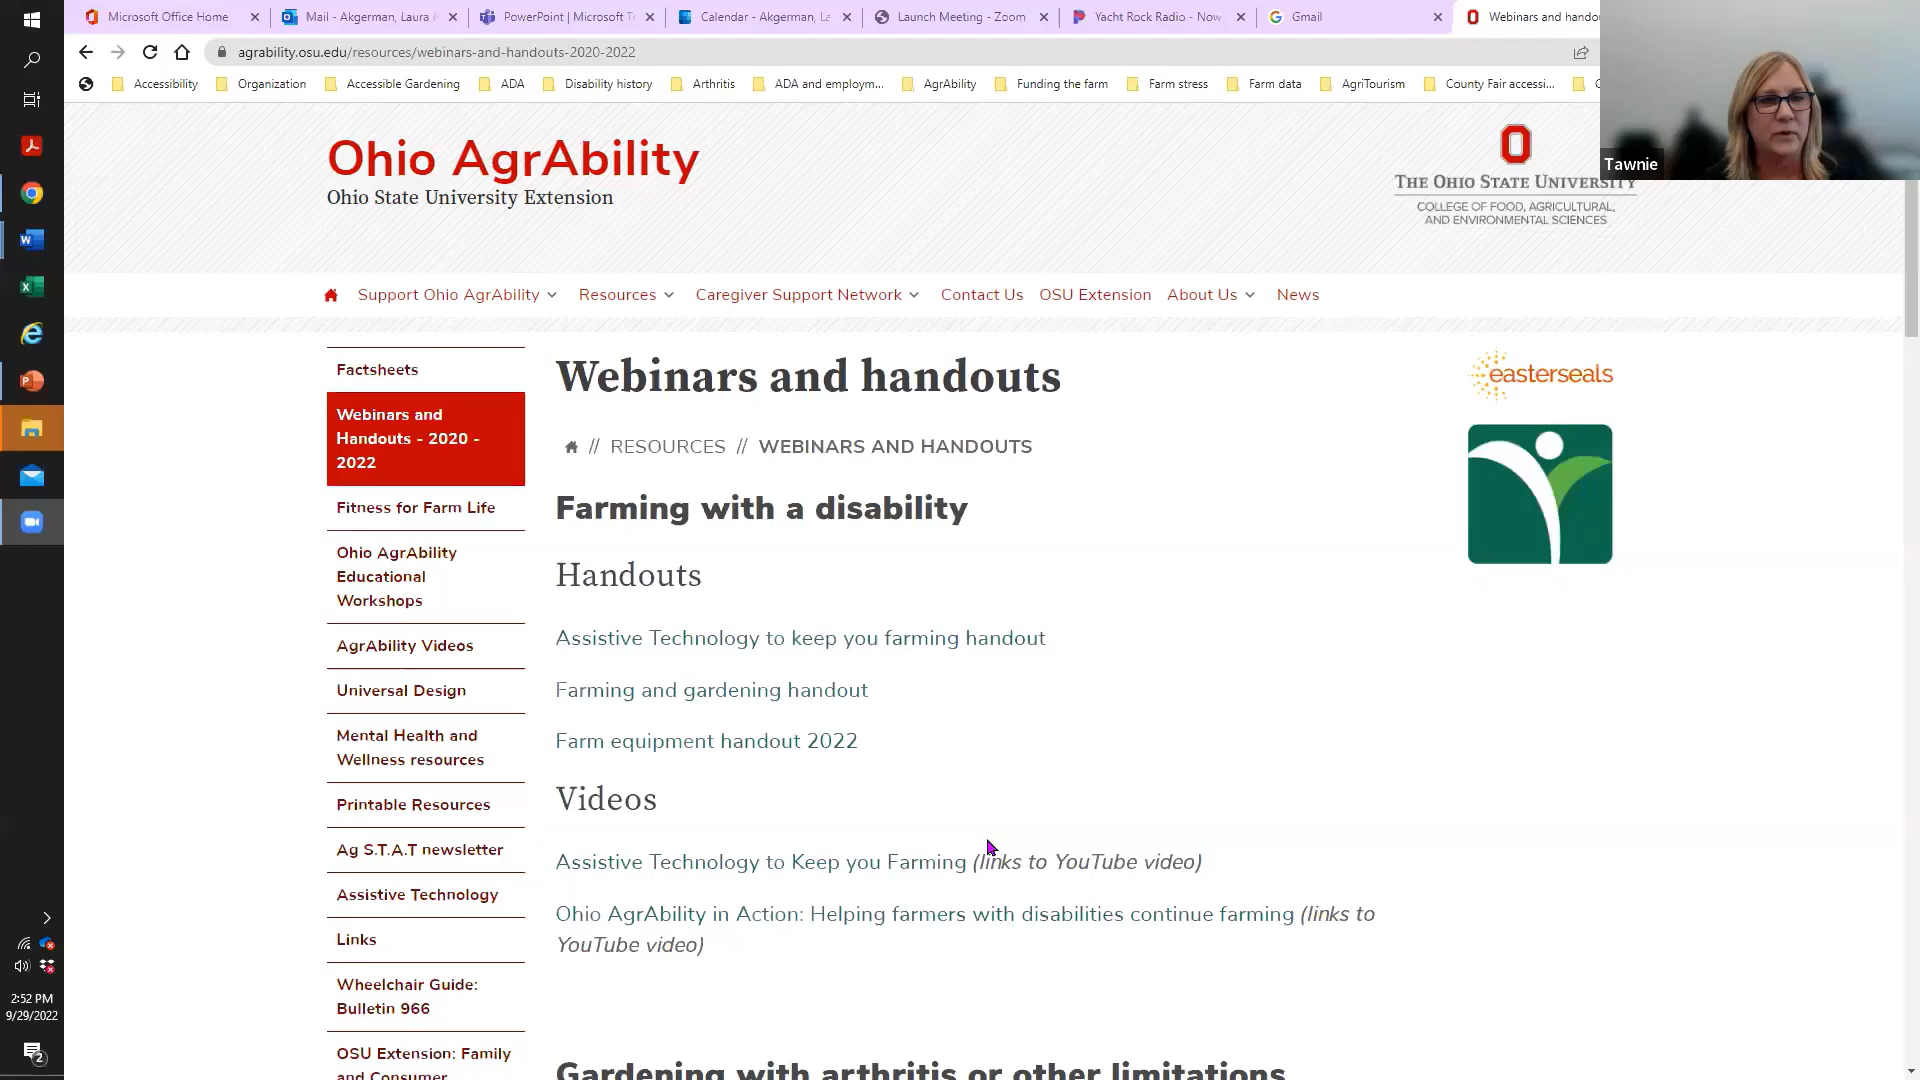 Microsoft Office Home
Mail - Akgerman, Laura
PowerPoint | Microsoft T
Calendar - Akgerman, La
Launch Meeting - Zoom
Yacht Rock Radio - Now
Gmail
Webinars and handou
agrability.osu.edu/resources/webinars-and-handouts-2020-2022
Accessibility
Organization
Accessible Gardening
ADA
Disability history
Arthritis
ADA and employm...
AgrAbility
Funding the farm
Farm stress
Farm data
AgriTourism
County Fair accessi...
Tawnie
Ohio AgrAbility
Ohio State University Extension
THE OHIO STATE UNIVERSITY
COLLEGE OF FOOD, AGRICULTURAL,
AND ENVIRONMENTAL SCIENCES
Support Ohio AgrAbility
Resources
Caregiver Support Network
Contact Us
OSU Extension
About Us
News
Factsheets
Webinars and
Handouts - 2020 -
2022
Fitness for Farm Life
Ohio AgrAbility
Educational
Workshops
AgrAbility Videos
Universal Design
Mental Health and
Wellness resources
Printable Resources
Ag S.T.A.T newsletter
Assistive Technology
Links
Wheelchair Guide:
Bulletin 966
OSU Extension: Family
and Consumer
Webinars and handouts
// RESOURCES // WEBINARS AND HANDOUTS
Farming with a disability
Handouts
Assistive Technology to keep you farming handout
Farming and gardening handout
Farm equipment handout 2022
Videos
Assistive Technology to Keep you Farming (links to YouTube video)
Ohio AgrAbility in Action: Helping farmers with disabilities continue farming (links to
YouTube video)
Gardening with arthritis or other limitations
easterseals
2:52 PM
9/29/2022
2